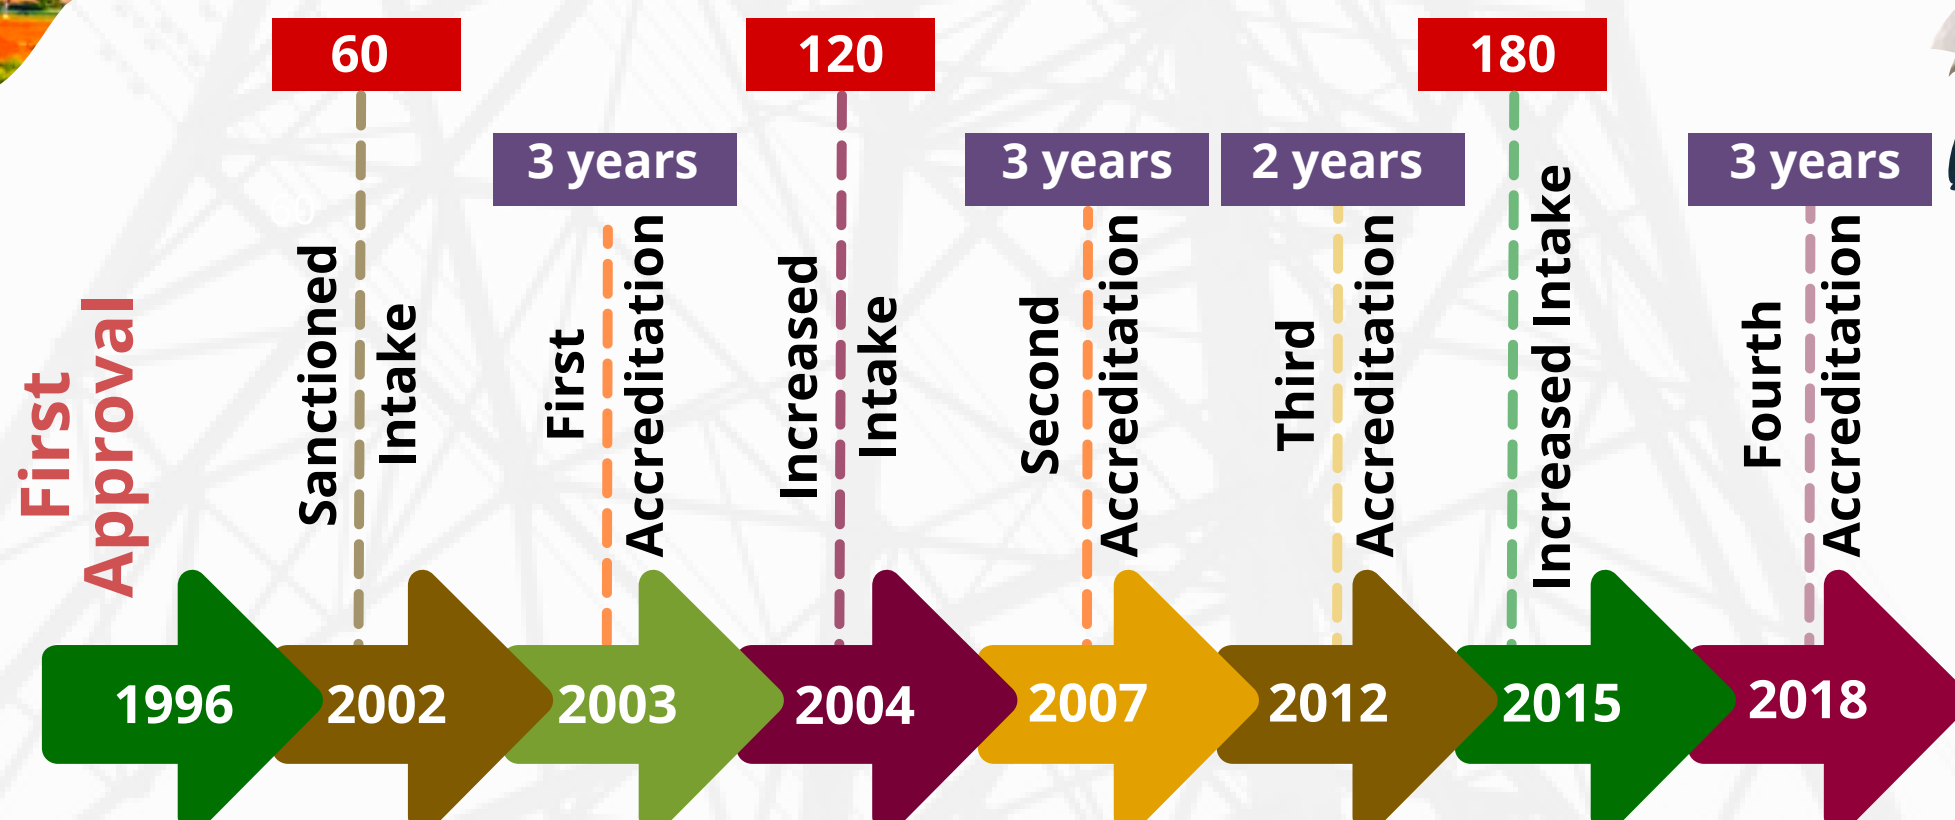 60
120
180
3 years
3 years
2 years
3 years
First
Approval
Sanctioned
Intake
First
Accreditation
Increased
Intake
Second
Accreditation
Third
Accreditation
Increased Intake
Fourth
Accreditation
1996
2002
2003
2004
2007
2012
2015
2018